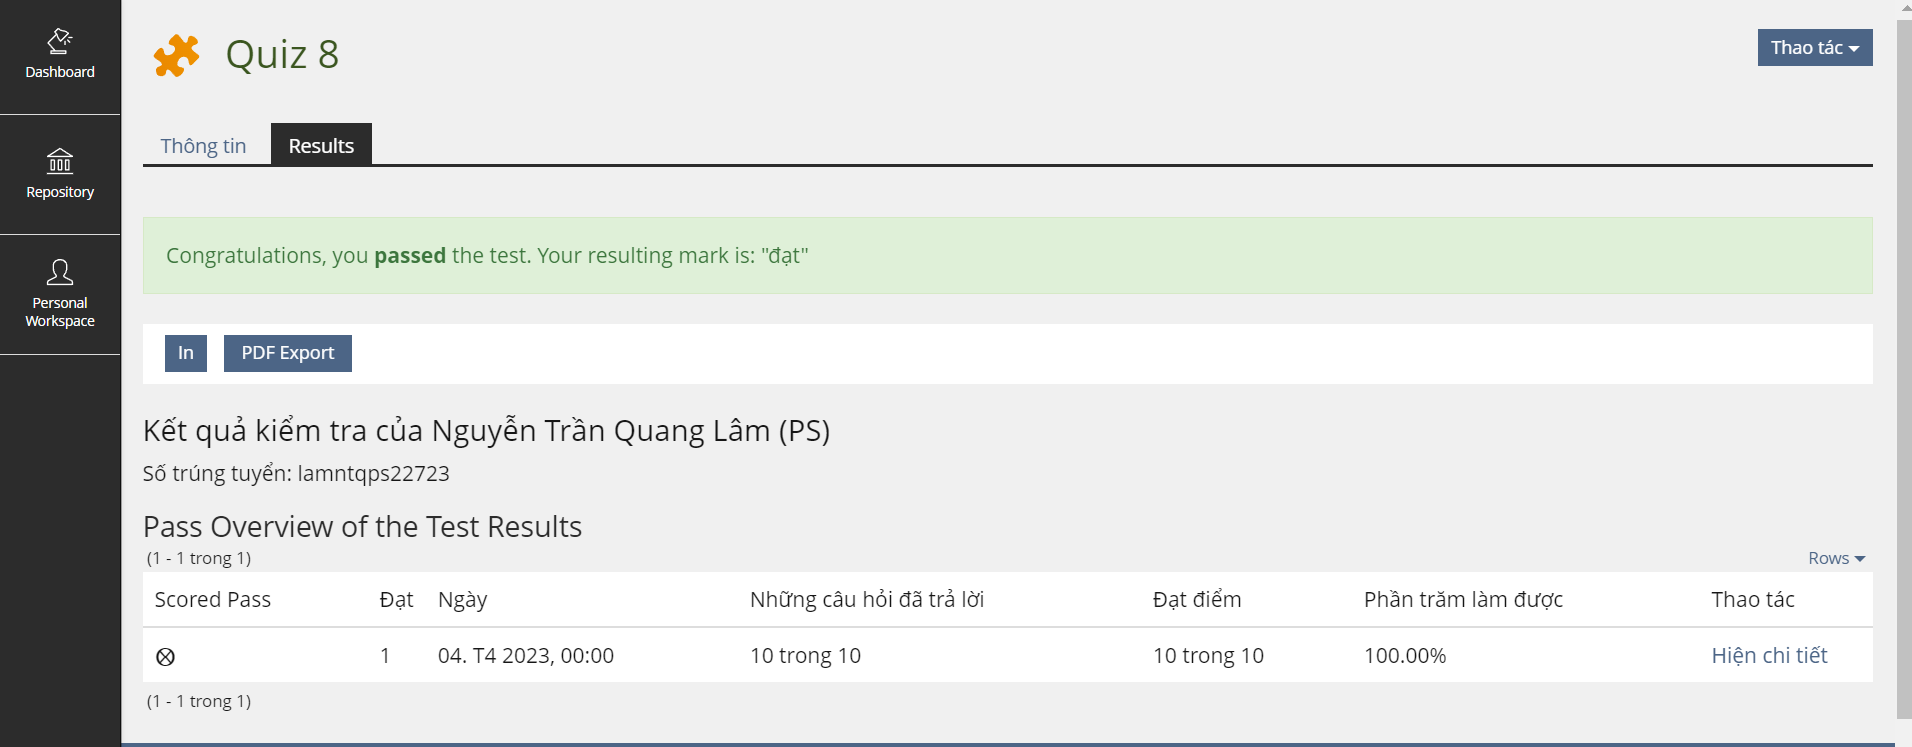 Dashboard
Repository
Personal
Workspace
Quiz 8
Thao tác
Thông tin
Results
Congratulations, you passed the test. Your resulting mark is: "đạt"
In
PDF Export
Kết quả kiểm tra của Nguyễn Trần Quang Lâm (PS)
Số trúng tuyển: lamntqps22723
Pass Overview of the Test Results
(1 - 1 trong 1)
Rows
Scored Pass Đạt Ngày Những câu hỏi đã trả lời Đạt điểm Phần trăm làm được Thao tác
1 04. T4 2023, 00:00 10 trong 10 10 trong 10 100.00% Hiện chi tiết
(1 - 1 trong 1)